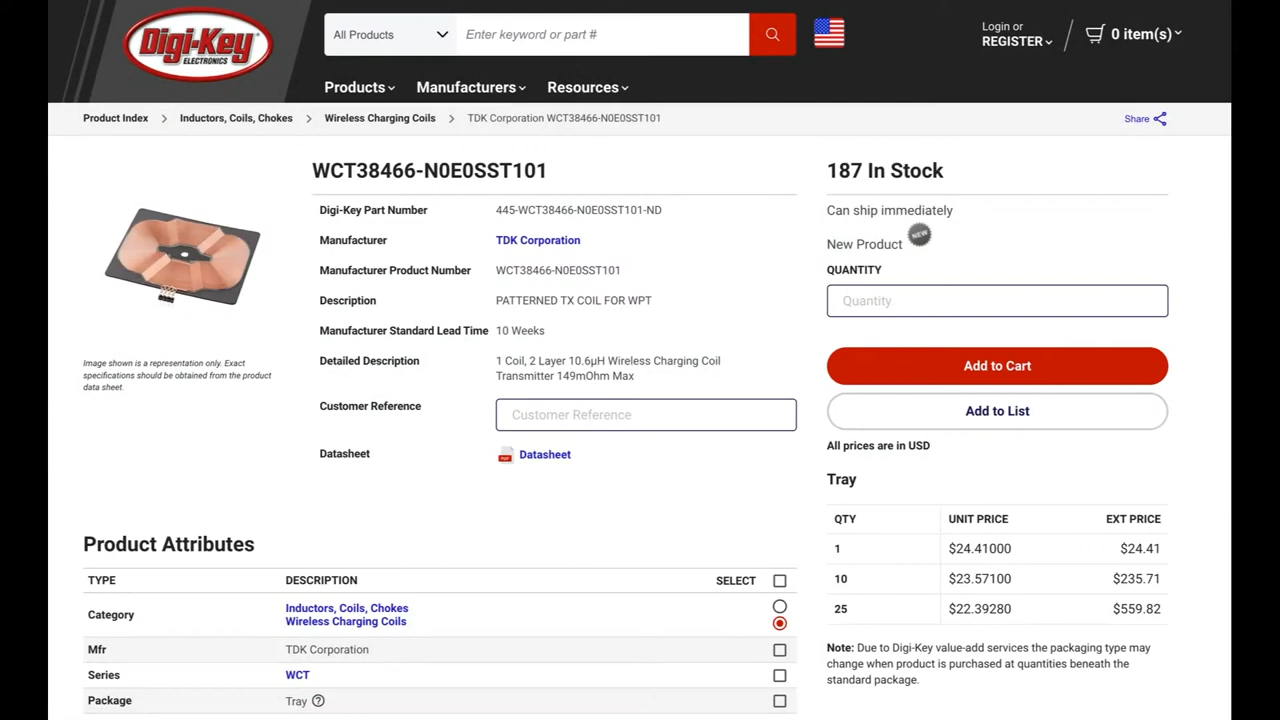 Digi-Key
ELECTRONICS
All Products
Enter keyword or part #
Login or
REGISTER
0 item(s)
Products
Manufacturers
Resources
Product Index
Inductors, Coils, Chokes
Wireless Charging Coils
TDK Corporation WCT38466-N0E0SST101
Share
WCT38466-N0E0SST101
Digi-Key Part Number 445-WCT38466-N0E0SST101-ND
Manufacturer TDK Corporation
Manufacturer Product Number WCT38466-N0E0SST101
Description PATTERNED TX COIL FOR WPT
Manufacturer Standard Lead Time 10 Weeks
Detailed Description 1 Coil, 2 Layer 10.6µH Wireless Charging Coil
Transmitter 149mOhm Max
Customer Reference Customer Reference
Datasheet Datasheet
Image shown is a representation only. Exact
specifications should be obtained from the product
data sheet.
187 In Stock
Can ship immediately
New Product NEW
QUANTITY
Quantity
Add to Cart
Add to List
All prices are in USD
Tray
QTY UNIT PRICE EXT PRICE
1 $24.41000 $24.41
10 $23.57100 $235.71
25 $22.39280 $559.82
Note: Due to Digi-Key value-add services the packaging type may
change when product is purchased at quantities beneath the
standard package.
Product Attributes
TYPE DESCRIPTION SELECT
Category Inductors, Coils, Chokes
Wireless Charging Coils
Mfr TDK Corporation
Series WCT
Package Tray